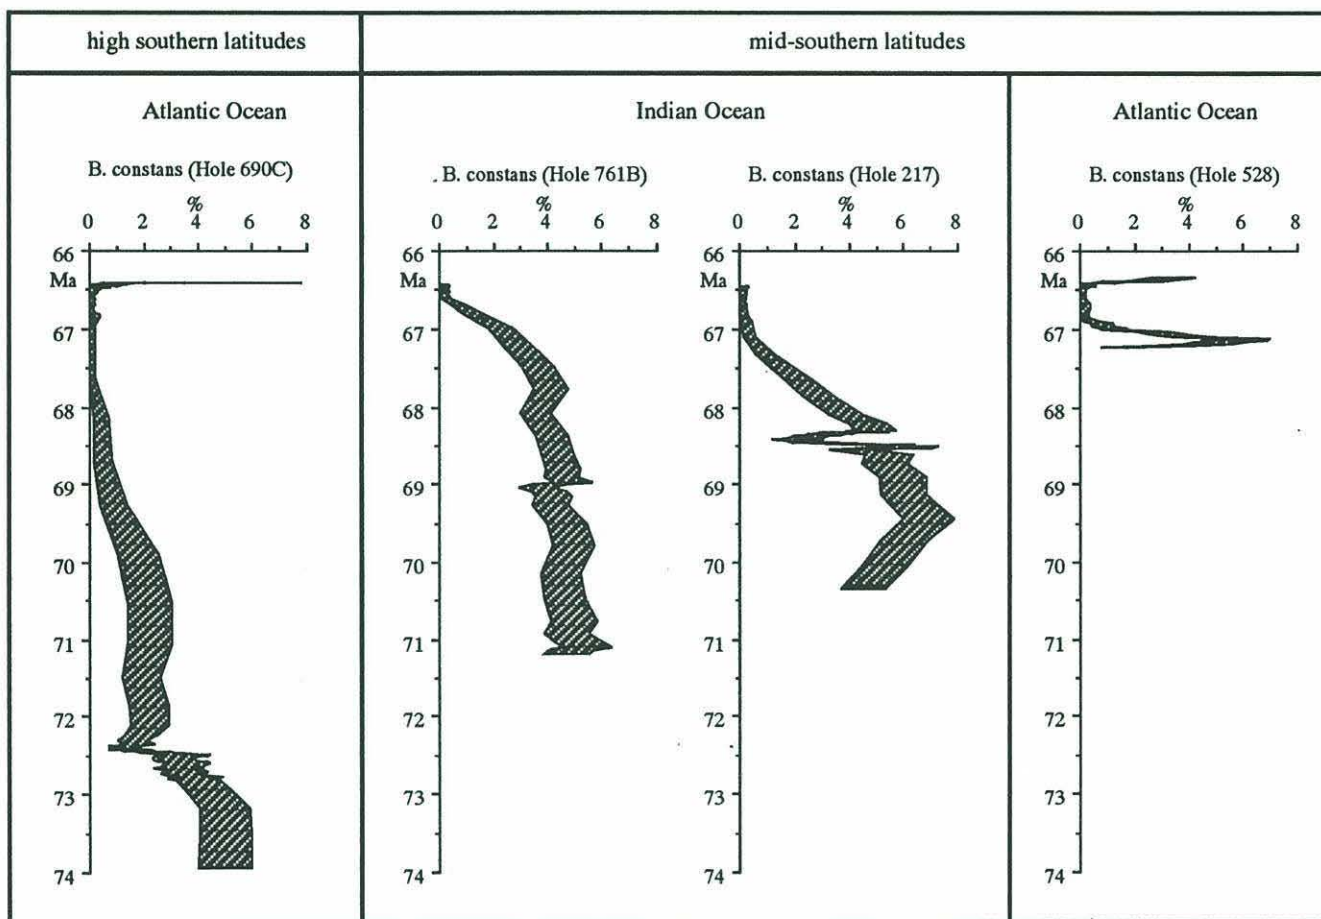 high southern latitudes
mid-southern latitudes
Atlantic Ocean
Indian Ocean
Atlantic Ocean
B. constans (Hole 690C)
%
0 2 4 6 8
66
Ma
67
68
69
70
71
72
73
74
B. constans (Hole 761B)
%
0 2 4 6 8
66
Ma
67
68
69
70
71
72
73
74
B. constans (Hole 217)
%
0 2 4 6 8
66
Ma
67
68
69
70
71
72
73
74
B. constans (Hole 528)
%
0 2 4 6 8
66
Ma
67
68
69
70
71
72
73
74